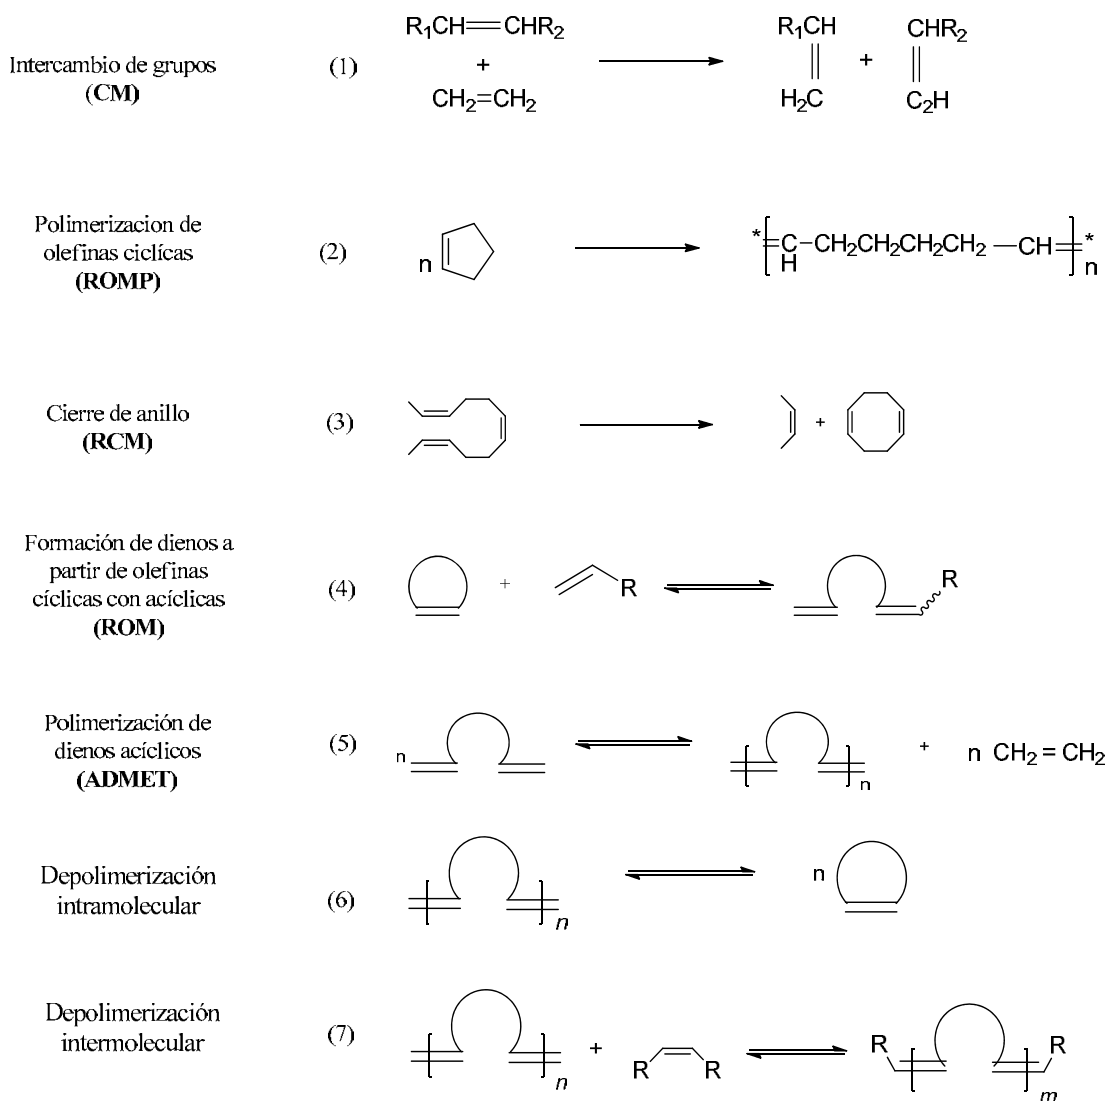 Intercambio de grupos
(CM)
(1)
R₁CH=CHR₂
+
CH₂=CH₂
R₁CH
H₂C
+
CHR₂
C₂H
Polimerizacion de
olefinas ciclícas
(ROMP)
(2)
n
*
C
H
CH₂CH₂CH₂CH₂
CH
*
n
Cierre de anillo
(RCM)
(3)
+
Formación de dienos a
partir de olefinas
cíclicas con acíclicas
(ROM)
(4)
+
R
R
Polimerización de
dienos acíclicos
(ADMET)
(5)
n
n
+
n CH₂=CH₂
Depolimerización
intramolecular
(6)
n
n
Depolimerización
intermolecular
(7)
n
+
R R
R R
m